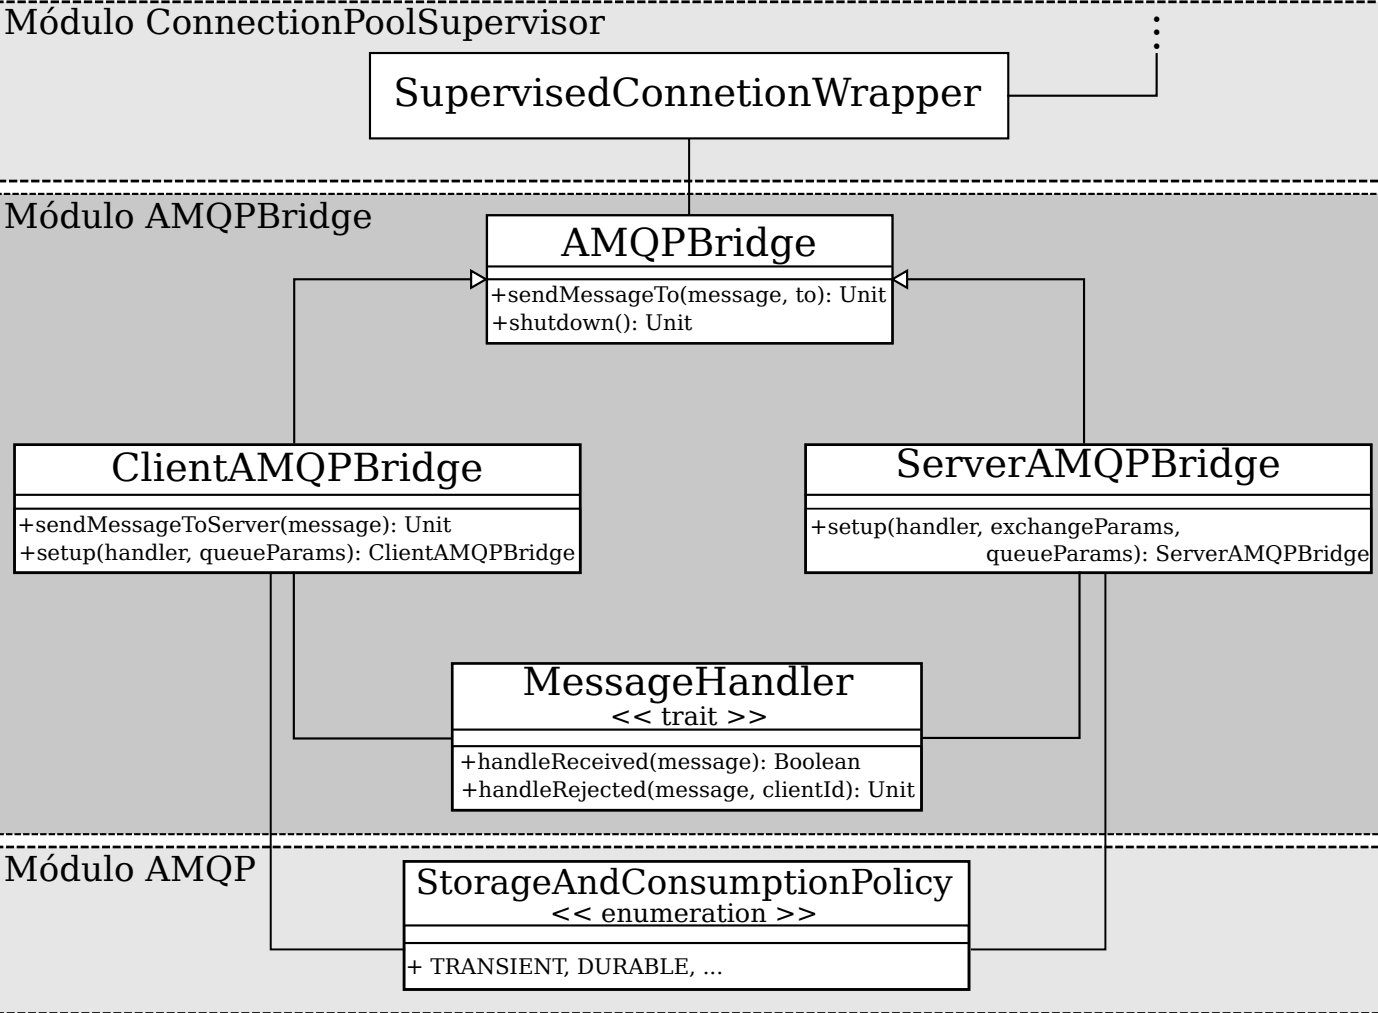 Módulo ConnectionPoolSupervisor
SupervisedConnetionWrapper
Módulo AMQPBridge
AMQPBridge
+sendMessageTo(message, to): Unit
+shutdown(): Unit
ClientAMQPBridge
+sendMessageToServer(message): Unit
+setup(handler, queueParams): ClientAMQPBridge
ServerAMQPBridge
+setup(handler, exchangeParams,
queueParams): ServerAMQPBridge
MessageHandler
<< trait >>
+handleReceived(message): Boolean
+handleRejected(message, clientId): Unit
Módulo AMQP
StorageAndConsumptionPolicy
<< enumeration >>
+ TRANSIENT, DURABLE, ...